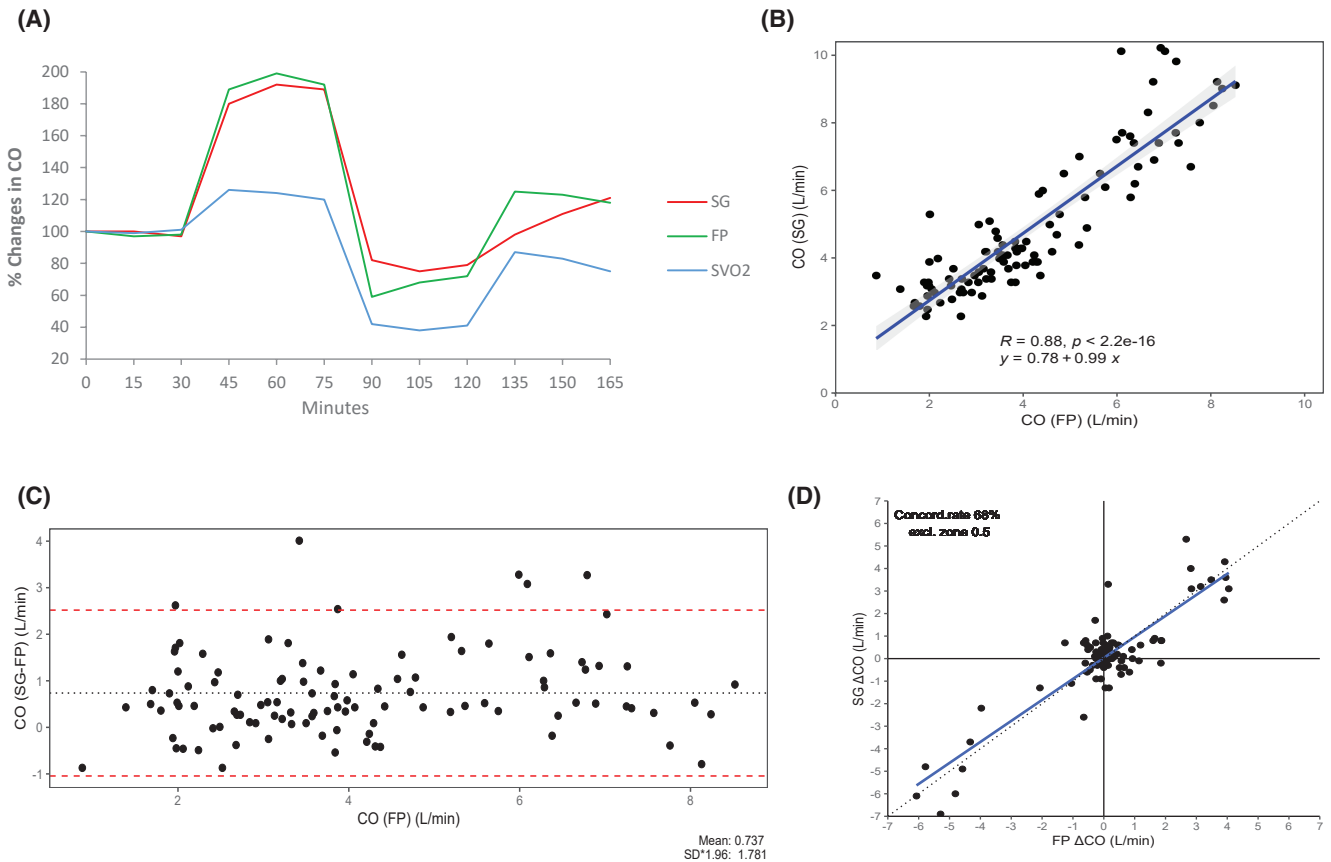 (A)
% Changes in CO
200
180
160
140
120
100
80
60
40
20
0 15 30 45 60 75 90 105 120 135 150 165
Minutes
SG
FP
SVO2
(B)
CO (SG) (L/min)
10
8
6
4
2
0
R = 0.88, p < 2.2e-16
y = 0.78 + 0.99 x
0 2 4 6 8 10
CO (FP) (L/min)
(C)
CO (SG-FP) (L/min)
4
3
2
1
0
-1
2 4 6 8
CO (FP) (L/min)
Mean: 0.737
SD*1.96: 1.781
(D)
Concord.rate 68%
excl. zone 0.5
SG ΔCO (L/min)
7
6
5
4
3
2
1
0
-1
-2
-3
-4
-5
-6
-7
-7 -6 -5 -4 -3 -2 -1 0 1 2 3 4 5 6 7
FP ΔCO (L/min)